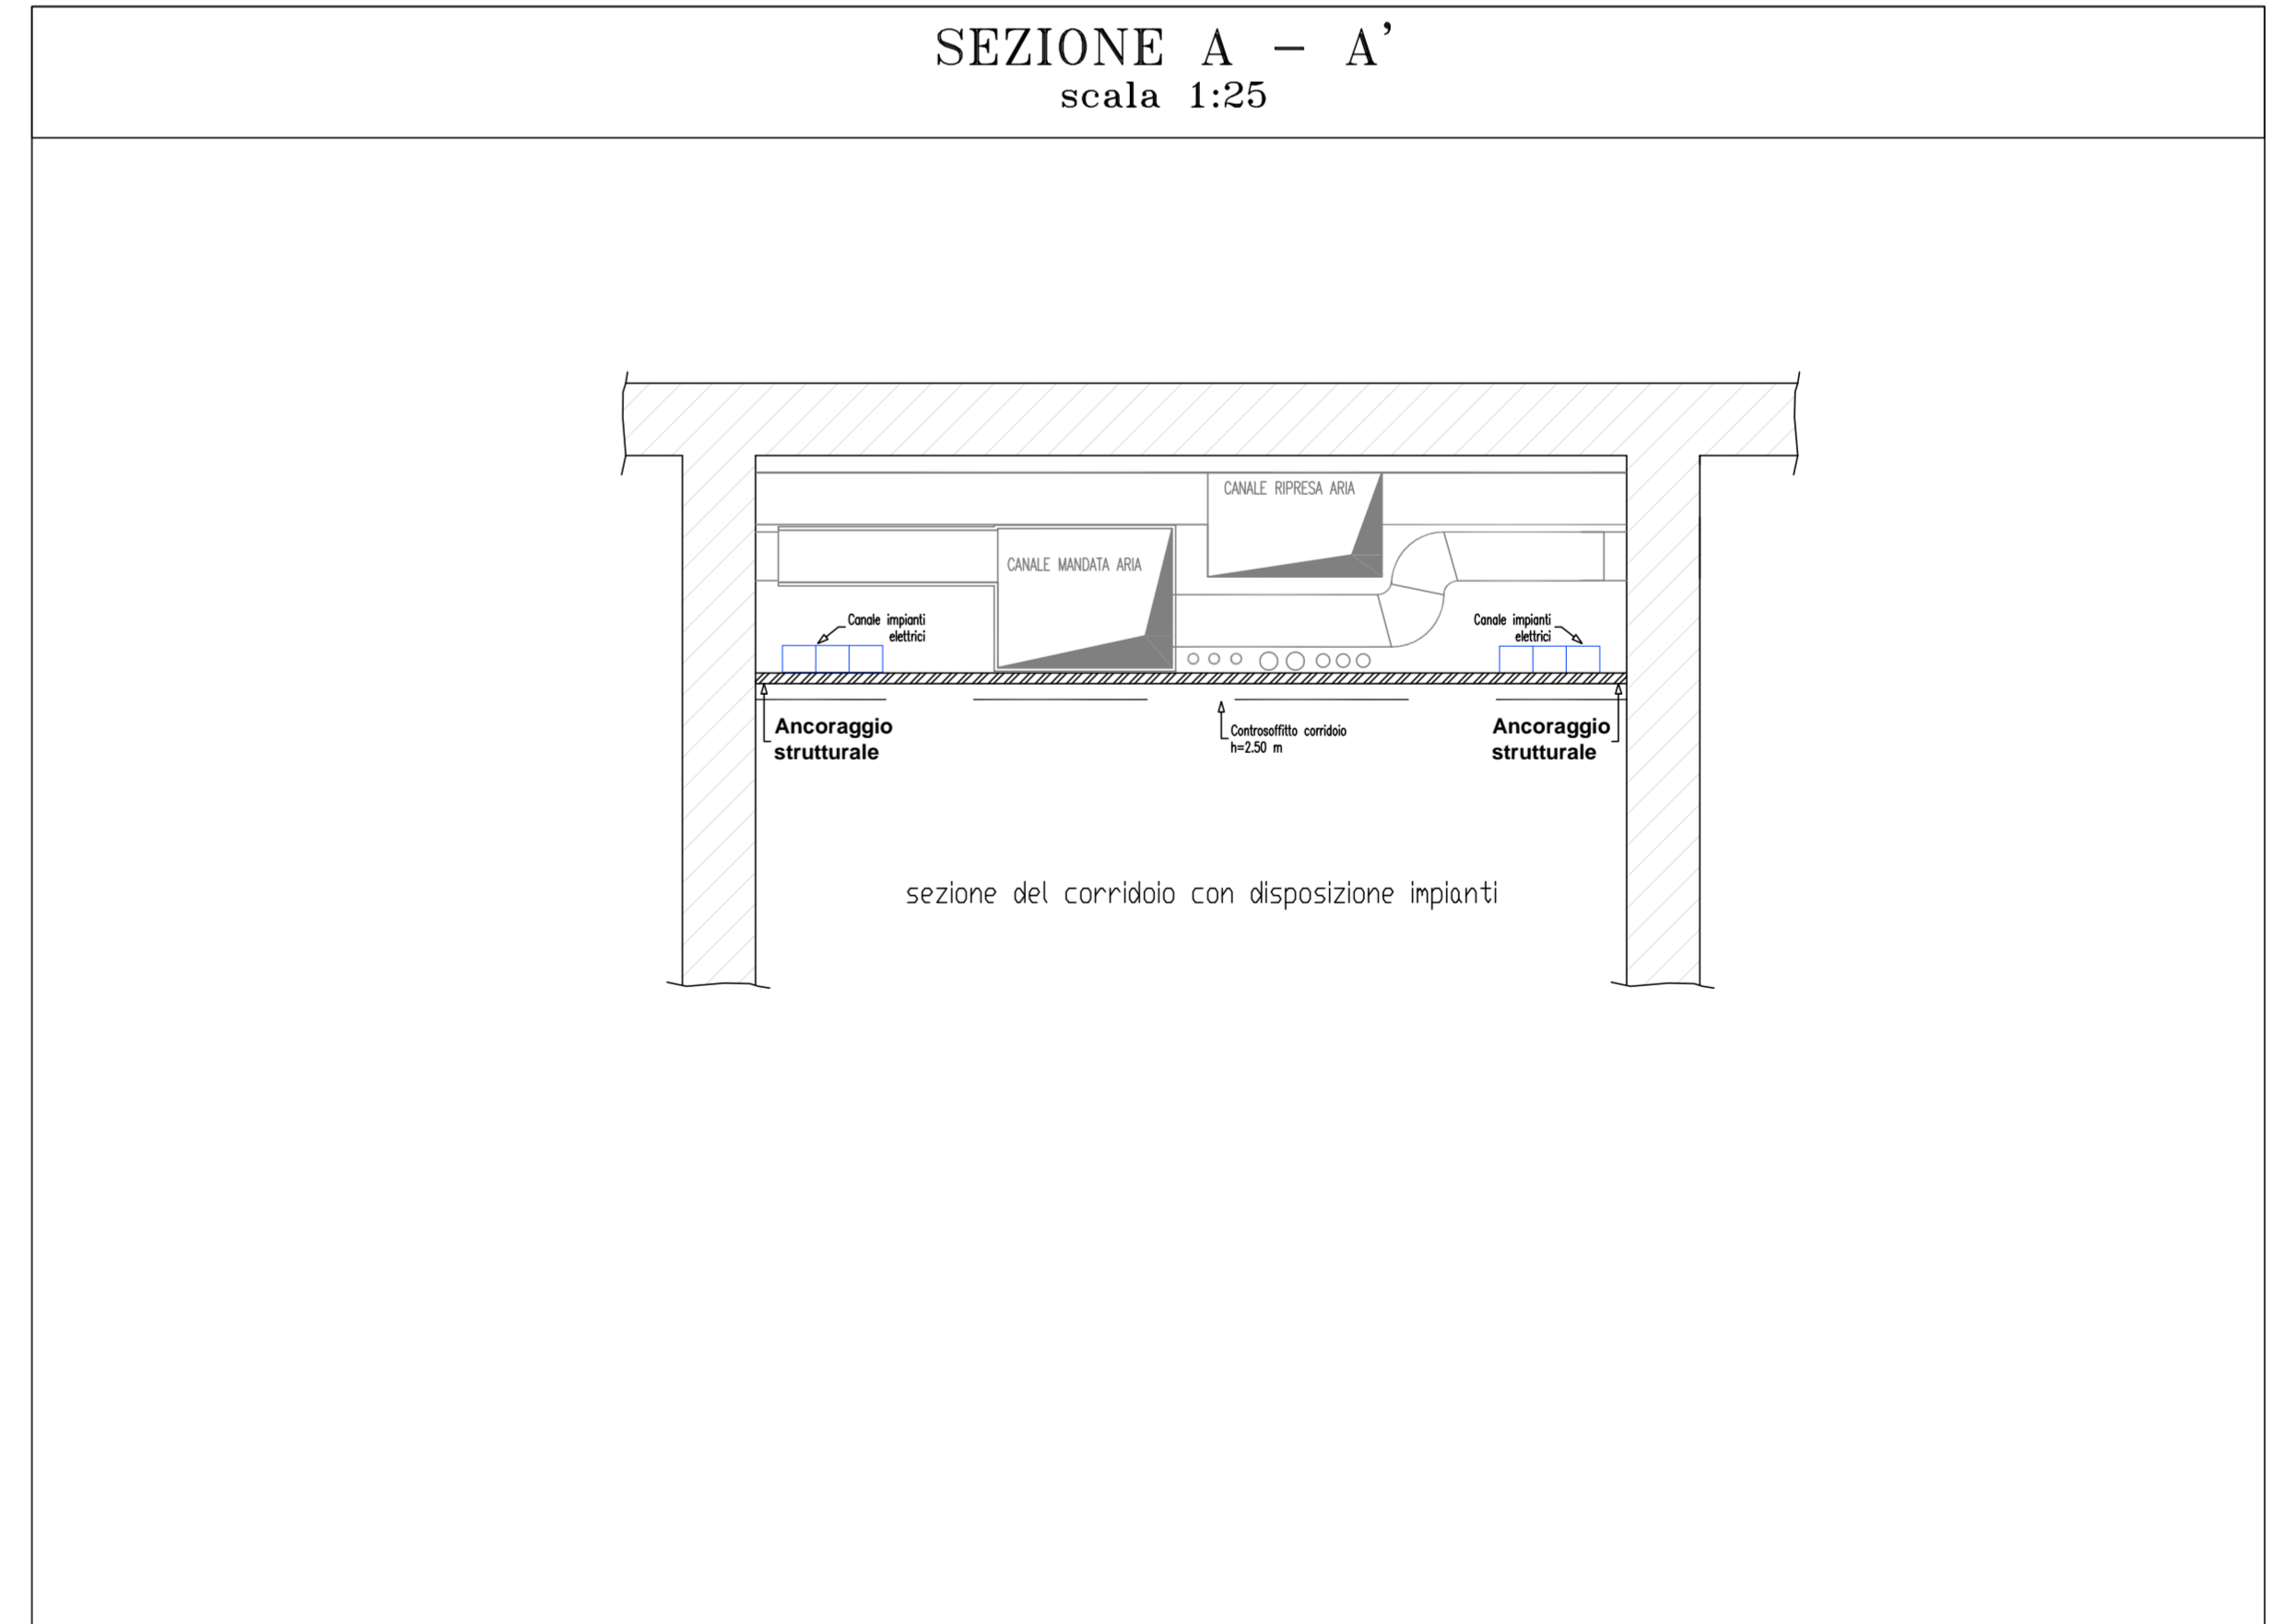 SEZIONE A - A'
scala 1:25
CANALE RIPRESA ARIA
CANALE MANDATA ARIA
Canale impianti
elettrici
Canale impianti
elettrici
Ancoraggio
strutturale
Controsoffitto corridoio
h=2.50 m
Ancoraggio
strutturale
sezione del corridoio con disposizione impianti